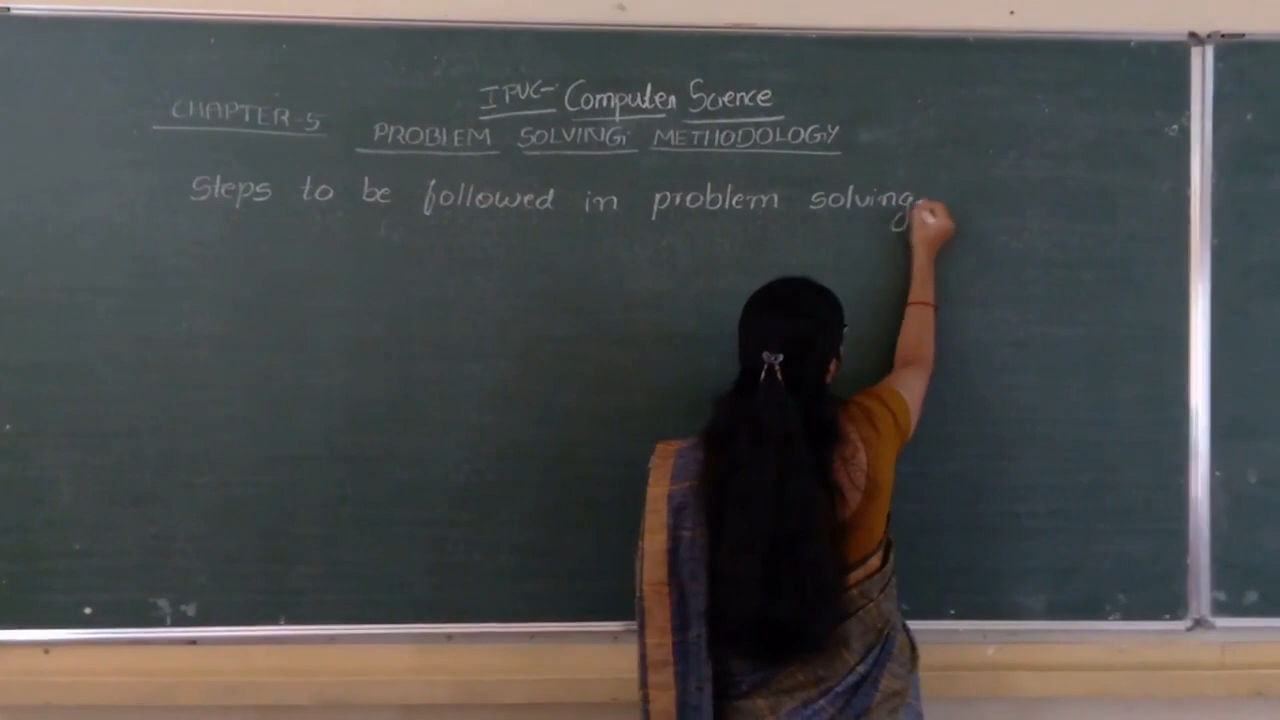 I PUC- Computer Science
CHAPTER-5
PROBLEM SOLVING METHODOLOGY
Steps to be followed in problem solving